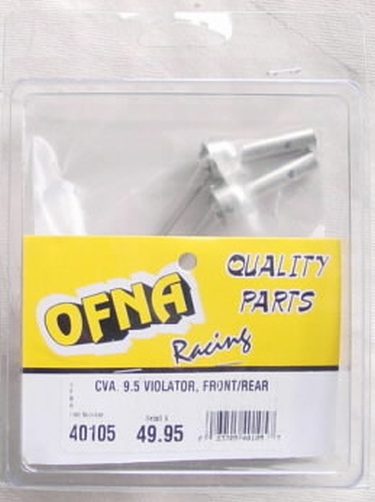 OFNA
Racing
QUALITY
PARTS
CVA. 9.5 VIOLATOR, FRONT/REAR
40105 49.95